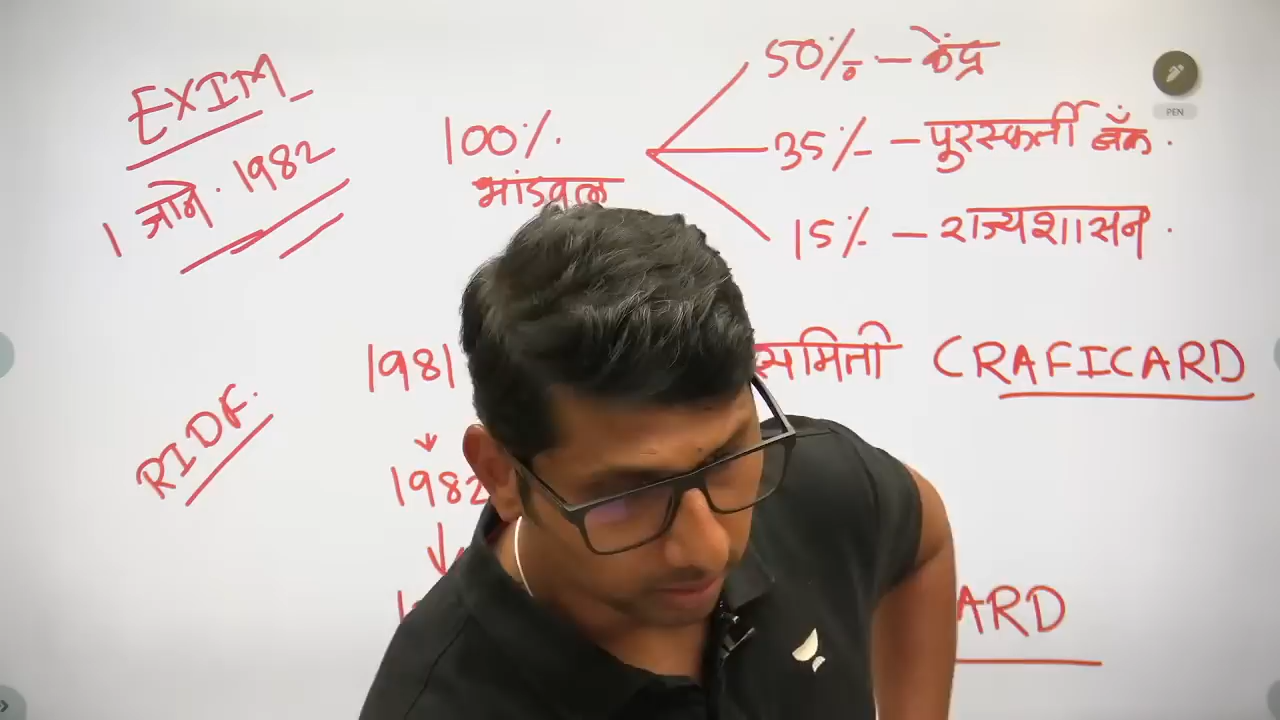 EXIM
1 जाने. 1982
100%
भांडवल
50% - केंद्र
35% - पुरस्कर्ती बँक.
15% - राज्यशासन.
PEN
1981
समिती CRAFICARD
RIDF.
1982
ARD